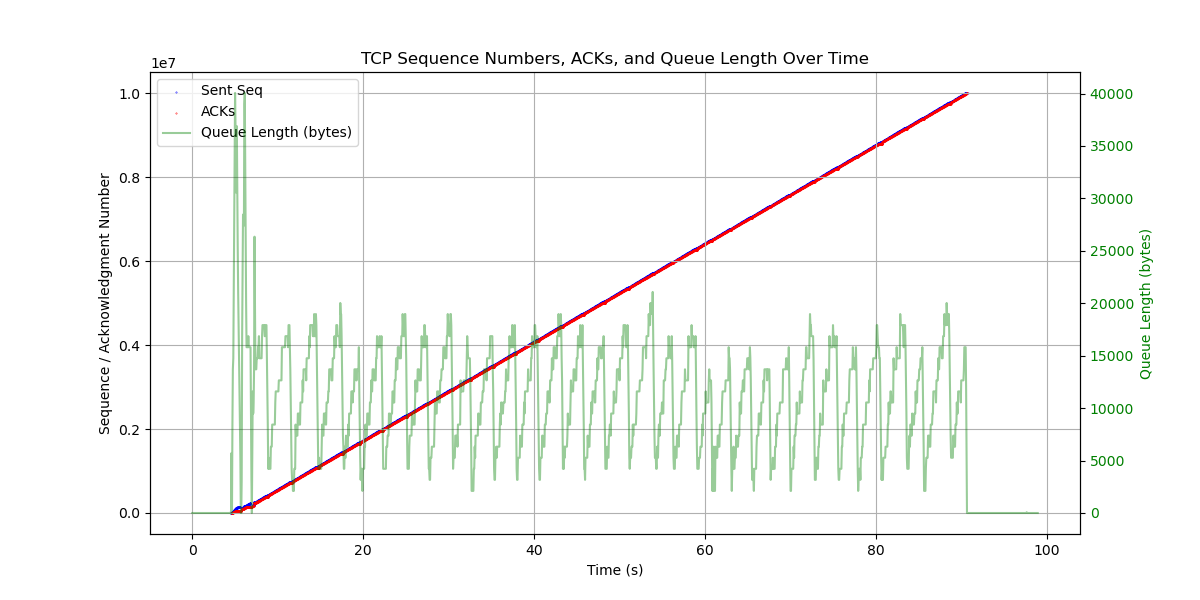 TCP Sequence Numbers, ACKs, and Queue Length Over Time
1e7
Sent Seq
ACKs
Queue Length (bytes)
1.0
0.8
0.6
0.4
0.2
0.0
Sequence / Acknowledgment Number
40000
35000
30000
25000
20000
15000
10000
5000
0
Queue Length (bytes)
0 20 40 60 80 100
Time (s)